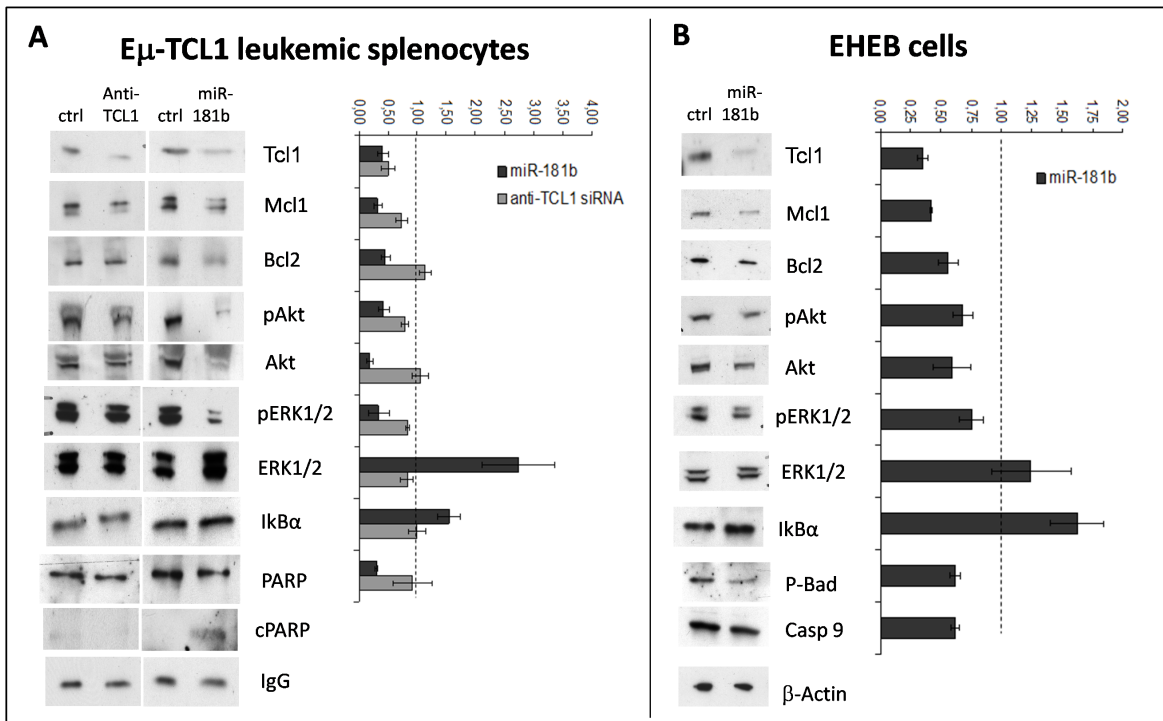 A
Eμ-TCL1 leukemic splenocytes
ctrl
Anti-
TCL1
ctrl
miR-
181b
0,00
0,50
1,00
1,50
2,00
2,50
3,00
3,50
4,00
miR-181b
anti-TCL1 siRNA
Tcl1
Mcl1
Bcl2
pAkt
Akt
pERK1/2
ERK1/2
IkBα
PARP
cPARP
IgG
B
EHEB cells
ctrl
miR-
181b
0,00
0,25
0,50
0,75
1,00
1,25
1,50
1,75
2,00
miR-181b
Tcl1
Mcl1
Bcl2
pAkt
Akt
pERK1/2
ERK1/2
IkBα
P-Bad
Casp 9
β-Actin